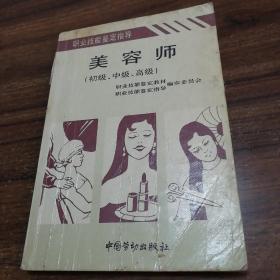 职业技能鉴定指导
美容师
(初级、中级、高级)
职业技能鉴定教材
职业技能鉴定指导 编审委员会
中国劳动出版社